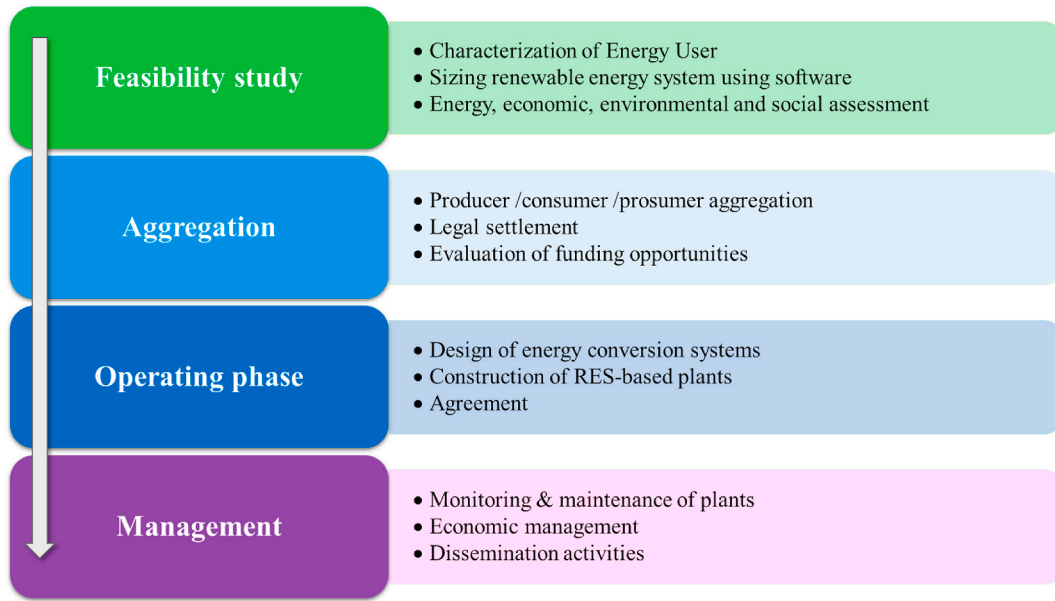 Feasibility study
• Characterization of Energy User
• Sizing renewable energy system using software
• Energy, economic, environmental and social assessment
Aggregation
• Producer /consumer /prosumer aggregation
• Legal settlement
• Evaluation of funding opportunities
Operating phase
• Design of energy conversion systems
• Construction of RES-based plants
• Agreement
Management
• Monitoring & maintenance of plants
• Economic management
• Dissemination activities